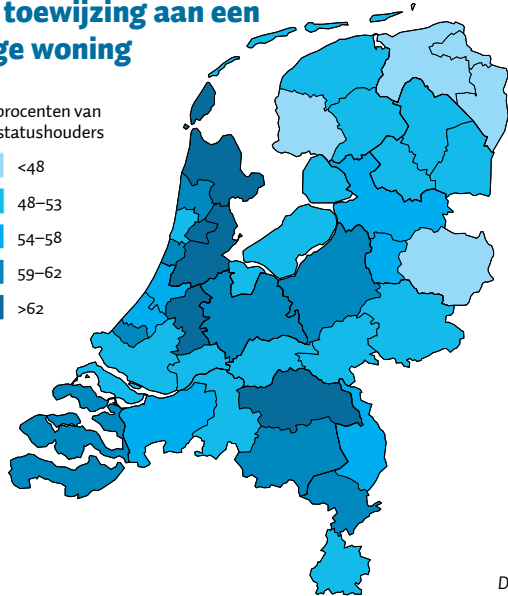 toewijzing aan een
ge woning
procenten van
statushouders
<48
48–53
54–58
59–62
>62
D